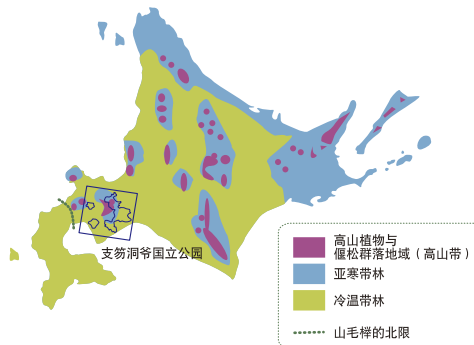 支笏洞爷国立公园
高山植物与
偃松群落地域（高山带）
亚寒带林
冷温带林
山毛榉的北限